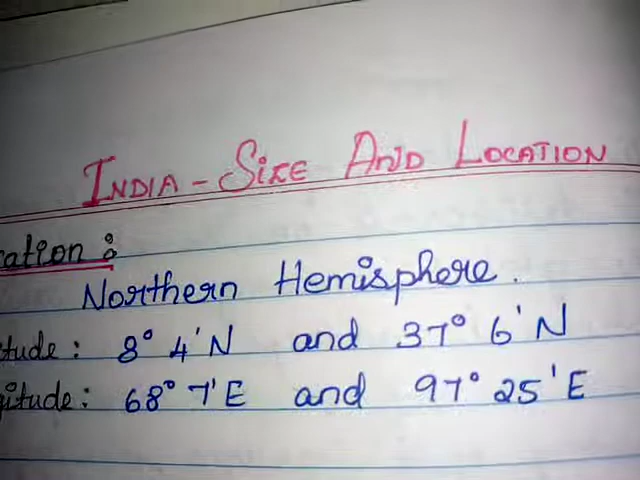 INDIA - SIZE AND LOCATION
ation :
Northern Hemisphere.
tude: 8° 4' N and 37° 6' N
itude: 68° 7' E and 97° 25' E